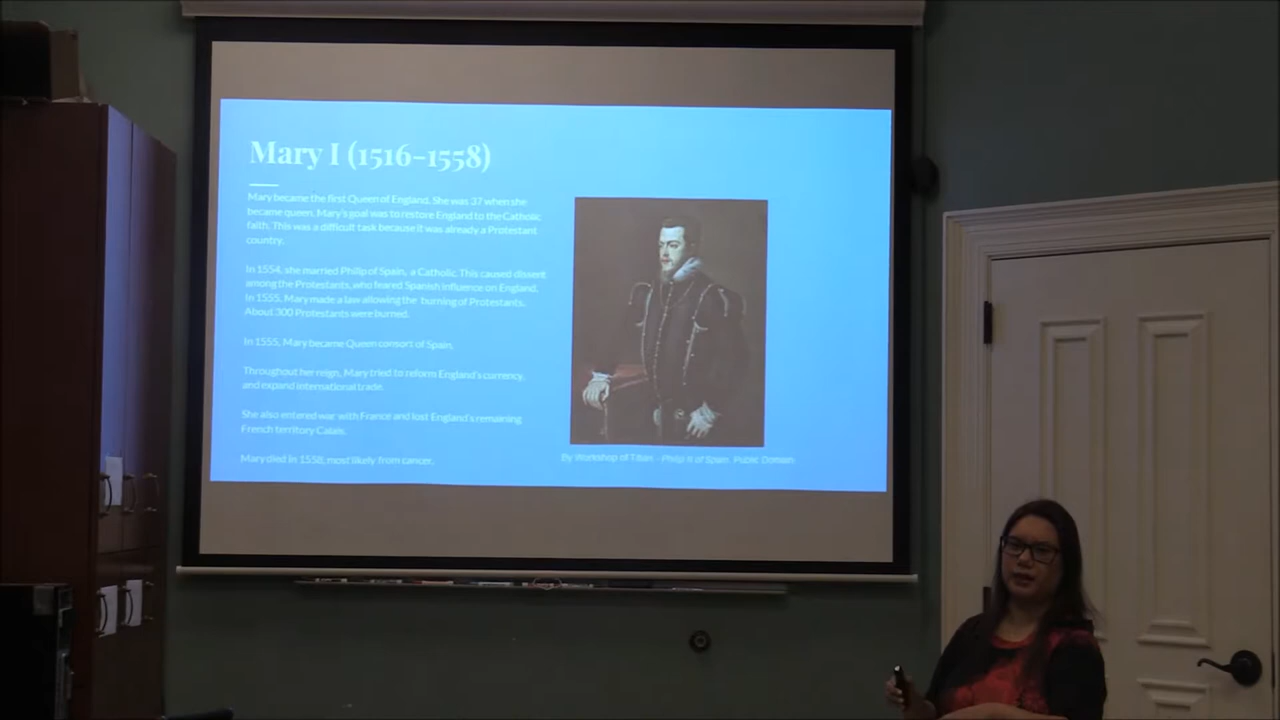 Mary I (1516-1558)
Mary became the first Queen of England. She was 37 when she
became queen. Mary's goal was to restore England to the Catholic
faith. This was a difficult task because it was already a Protestant
country.
In 1554, she married Philip of Spain, a Catholic. This caused dissent
among the Protestants, who feared Spanish influence on England.
In 1555, Mary made a law allowing the burning of Protestants.
About 300 Protestants were burned.
In 1555, Mary became Queen consort of Spain.
Throughout her reign, Mary tried to reform England's currency,
and expand international trade.
She also entered war with France and lost England's remaining
French territory Calais.
Mary died in 1558; most likely from cancer.
By Workshop of Titian - Philip II of Spain, Public Domain.